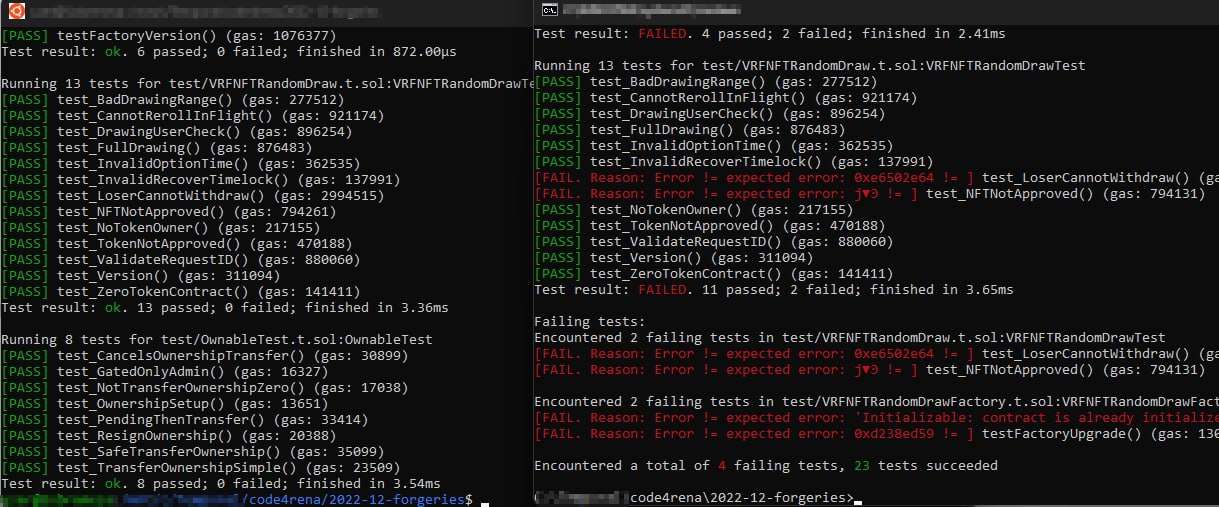 [PASS] testFactoryVersion() (gas: 1076377)
Test result: ok. 6 passed; 0 failed; finished in 872.00µs
Running 13 tests for test/VRFNFTRandomDraw.t.sol:VRFNFTRandomDrawTe
[PASS] test_BadDrawingRange() (gas: 277512)
[PASS] test_CannotRerollInFlight() (gas: 921174)
[PASS] test_DrawingUserCheck() (gas: 896254)
[PASS] test_FullDrawing() (gas: 876483)
[PASS] test_InvalidOptionTime() (gas: 362535)
[PASS] test_InvalidRecoverTimelock() (gas: 137991)
[PASS] test_LoserCannotWithdraw() (gas: 2994515)
[PASS] test_NFTNotApproved() (gas: 794261)
[PASS] test_NoTokenOwner() (gas: 217155)
[PASS] test_TokenNotApproved() (gas: 470188)
[PASS] test_ValidateRequestID() (gas: 880060)
[PASS] test_Version() (gas: 311094)
[PASS] test_ZeroTokenContract() (gas: 141411)
Test result: ok. 13 passed; 0 failed; finished in 3.36ms
Running 8 tests for test/OwnableTest.t.sol:OwnableTest
[PASS] test_CancelsOwnershipTransfer() (gas: 30899)
[PASS] test_GatedOnlyAdmin() (gas: 16327)
[PASS] test_NotTransferOwnershipZero() (gas: 17038)
[PASS] test_OwnershipSetup() (gas: 13651)
[PASS] test_PendingThenTransfer() (gas: 33414)
[PASS] test_ResignOwnership() (gas: 20388)
[PASS] test_SafeTransferOwnership() (gas: 35099)
[PASS] test_TransferOwnershipSimple() (gas: 23509)
Test result: ok. 8 passed; 0 failed; finished in 3.54ms
/code4rena/2022-12-forgeries$
Test result: FAILED. 4 passed; 2 failed; finished in 2.41ms
Running 13 tests for test/VRFNFTRandomDraw.t.sol:VRFNFTRandomDrawTest
[PASS] test_BadDrawingRange() (gas: 277512)
[PASS] test_CannotRerollInFlight() (gas: 921174)
[PASS] test_DrawingUserCheck() (gas: 896254)
[PASS] test_FullDrawing() (gas: 876483)
[PASS] test_InvalidOptionTime() (gas: 362535)
[PASS] test_InvalidRecoverTimelock() (gas: 137991)
[FAIL. Reason: Error != expected error: 0xe6502e64 != ] test_LoserCannotWithdraw() (ga
[FAIL. Reason: Error != expected error: j▼Э != ] test_NFTNotApproved() (gas: 794131)
[PASS] test_NoTokenOwner() (gas: 217155)
[PASS] test_TokenNotApproved() (gas: 470188)
[PASS] test_ValidateRequestID() (gas: 880060)
[PASS] test_Version() (gas: 311094)
[PASS] test_ZeroTokenContract() (gas: 141411)
Test result: FAILED. 11 passed; 2 failed; finished in 3.65ms
Failing tests:
Encountered 2 failing tests in test/VRFNFTRandomDraw.t.sol:VRFNFTRandomDrawTest
[FAIL. Reason: Error != expected error: 0xe6502e64 != ] test_LoserCannotWithdraw() (ga
[FAIL. Reason: Error != expected error: j▼Э != ] test_NFTNotApproved() (gas: 794131)
Encountered 2 failing tests in test/VRFNFTRandomDrawFactory.t.sol:VRFNFTRandomDrawFact
[FAIL. Reason: Error != expected error: 'Initializable: contract is already initialize
[FAIL. Reason: Error != expected error: 0xd238ed59 != ] testFactoryUpgrade() (gas: 130
Encountered a total of 4 failing tests, 23 tests succeeded
code4rena\2022-12-forgeries>